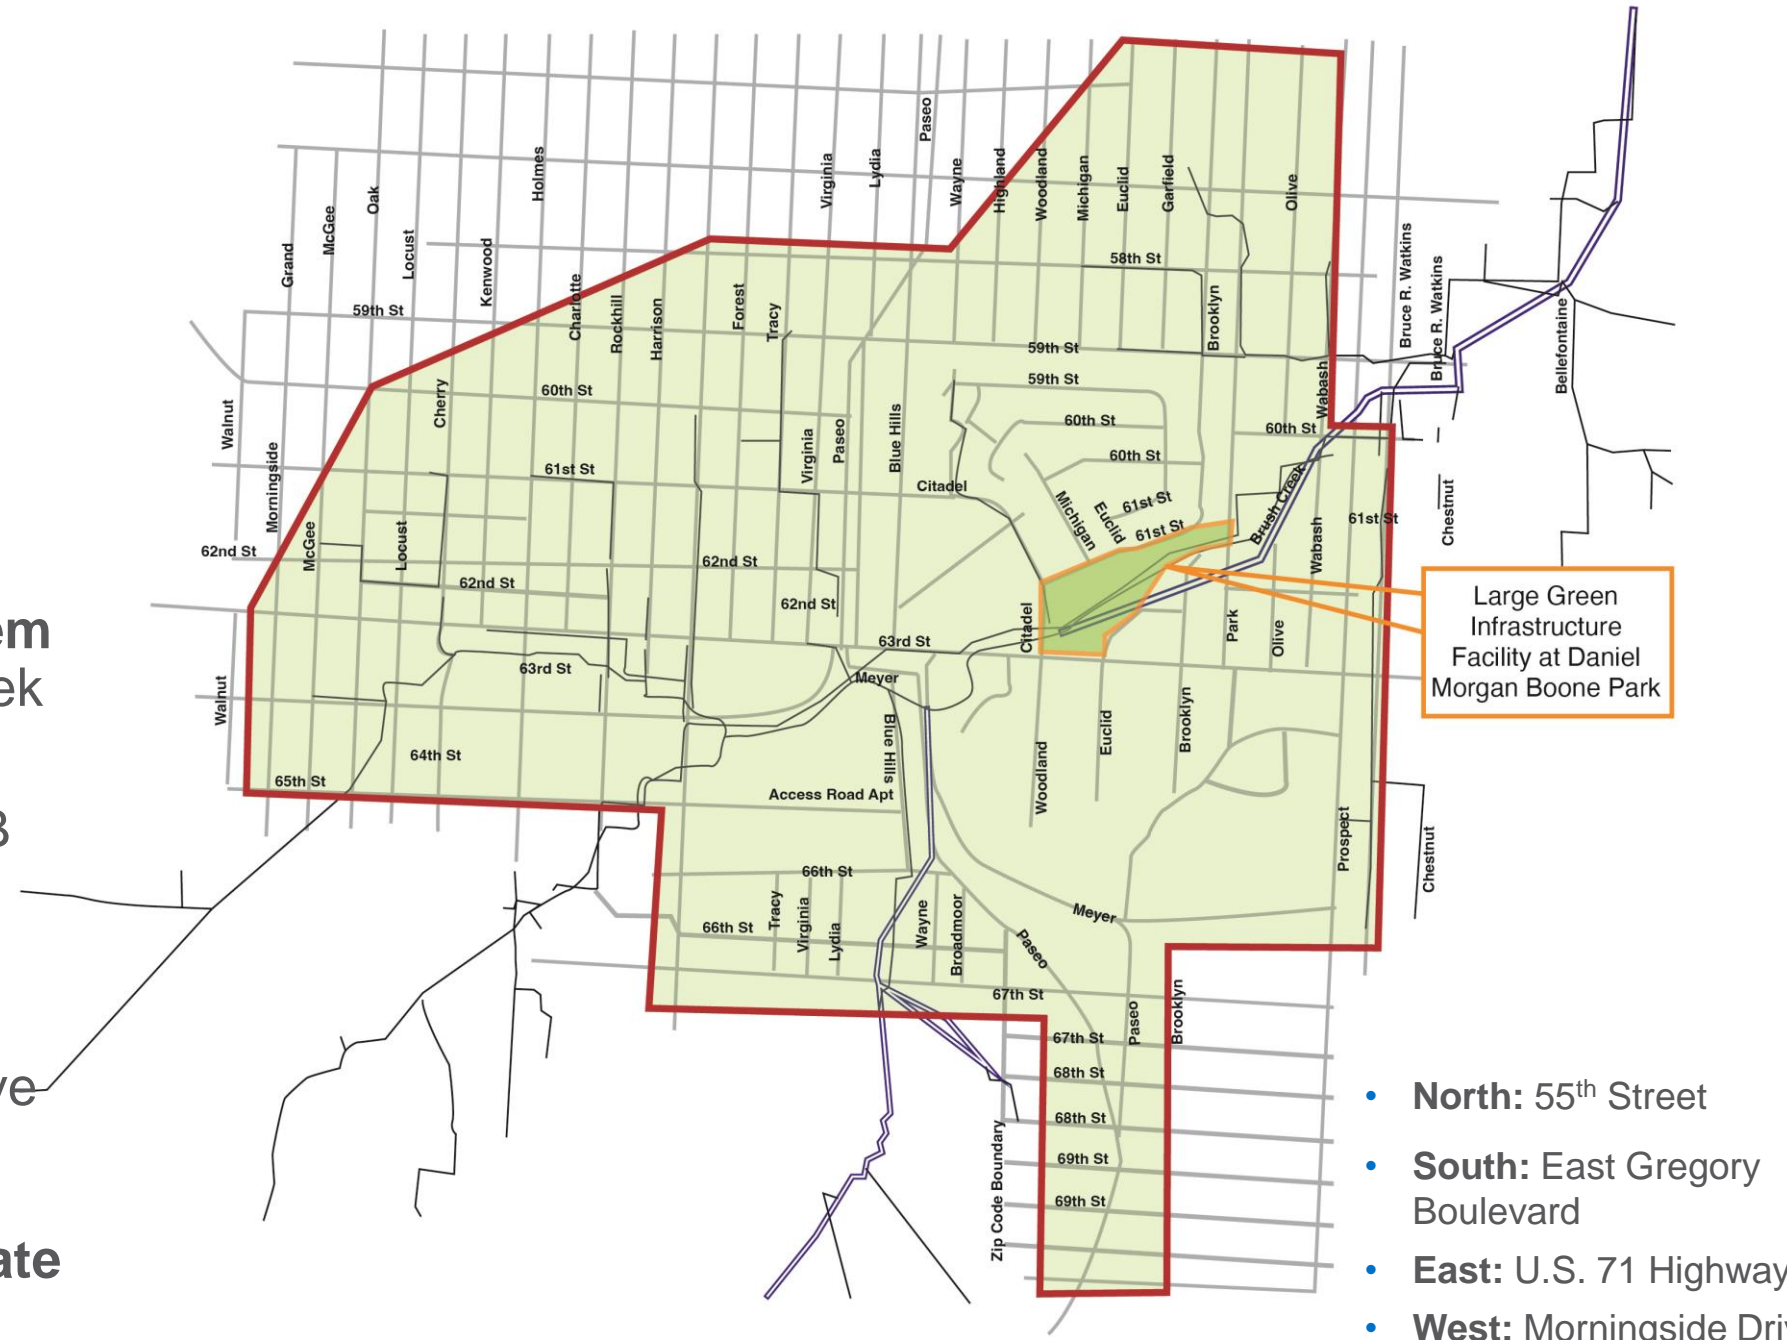 Paseo
Holmes
Virginia
Lydia
Wayne
Highland
Woodland
Michigan
Euclid
Garfield
Olive
Oak
McGee
Grand
Locust
Kenwood
Charlotte
Rockhill
Harrison
Forest
Tracy
58th St
Brooklyn
Bruce R. Watkins
Bruce R. Watkins
Bellefontaine
59th St
59th St
59th St
Wabash
Walnut
Morningside
Cherry
60th St
60th St
60th St
60th St
Virginia
Paseo
Blue Hills
61st St
Citadel
Michigan
Euclid
61st St
61st St
Brush Creek
Wabash
61st St
Chestnut
62nd St
McGee
Locust
62nd St
62nd St
62nd St
63rd St
Citadel
Park
Olive
Large Green
Infrastructure
Facility at Daniel
Morgan Boone Park
em
ek
63rd St
Meyer
Walnut
Blue Hills
Woodland
Euclid
Brooklyn
64th St
65th St
Access Road Apt
Prospect
Chestnut
3
66th St
66th St
Tracy
Virginia
Lydia
Wayne
Broadmoor
Paseo
Meyer
67th St
Paseo
Brooklyn
67th St
68th St
68th St
69th St
69th St
Zip Code Boundary
ve
ate
• North: 55th Street
• South: East Gregory
Boulevard
• East: U.S. 71 Highway
• West: Morningside Driv